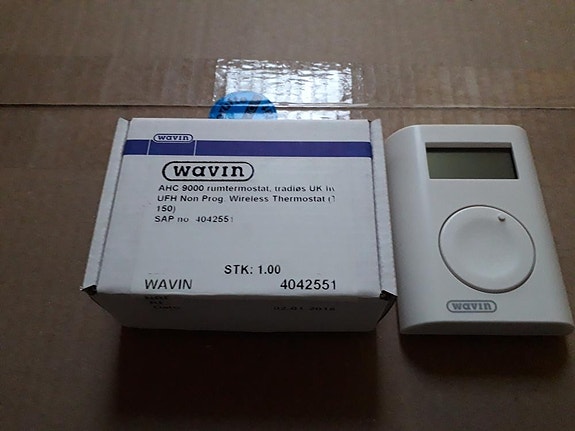 wavin
wavin
AHC 9000 rumtermostat, trådløs UK
UFH Non Prog. Wireless Thermostat
150)
SAP no. 4042551
STK: 1.00
WAVIN 4042551
wavin